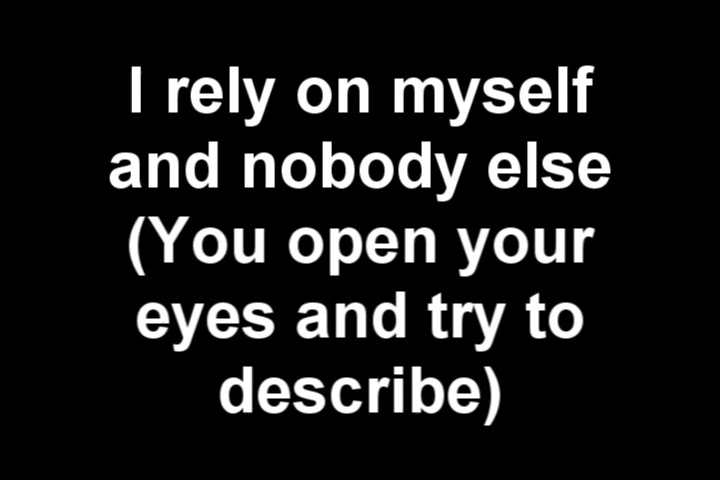 I rely on myself
and nobody else
(You open your
eyes and try to
describe)